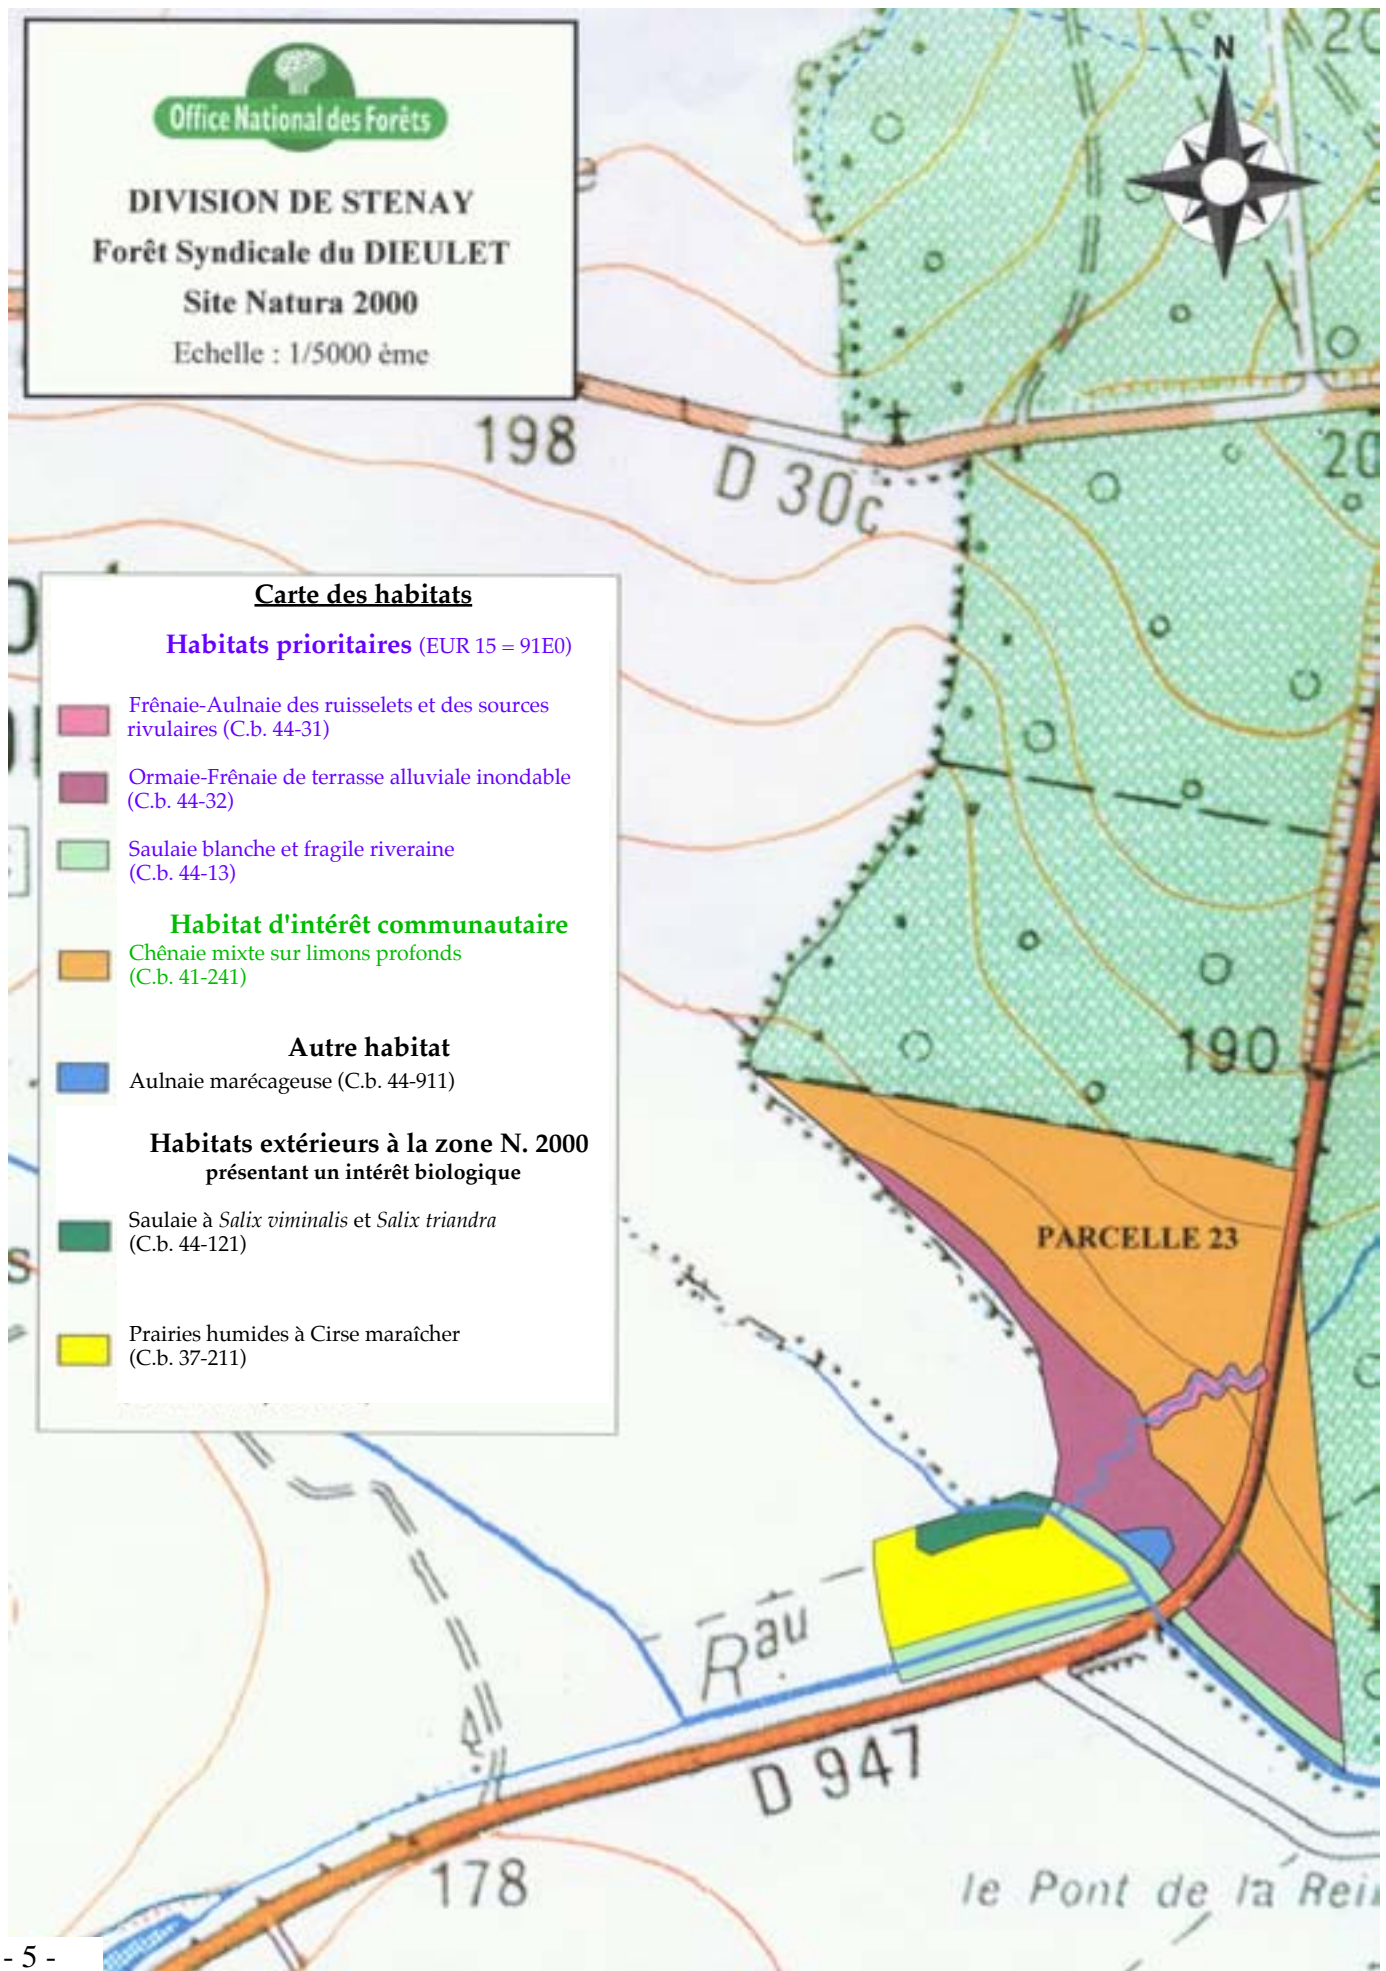 Office National des Forêts
DIVISION DE STENAY
Forêt Syndicale du DIEULET
Site Natura 2000
Echelle : 1/5000 ème
N
20
198
D 30c
20
Carte des habitats
Habitats prioritaires (EUR 15 = 91E0)
Frênaie-Aulnaie des ruisselets et des sources
rivulaires (C.b. 44-31)
Ormaie-Frênaie de terrasse alluviale inondable
(C.b. 44-32)
Saulaie blanche et fragile riveraine
(C.b. 44-13)
Habitat d'intérêt communautaire
Chênaie mixte sur limons profonds
(C.b. 41-241)
Autre habitat
Aulnaie marécageuse (C.b. 44-911)
Habitats extérieurs à la zone N. 2000
présentant un intérêt biologique
Saulaie à Salix viminalis et Salix triandra
(C.b. 44-121)
Prairies humides à Cirse maraîcher
(C.b. 37-211)
190
PARCELLE 23
Rau
D 947
178
le Pont de la Rei
- 5 -